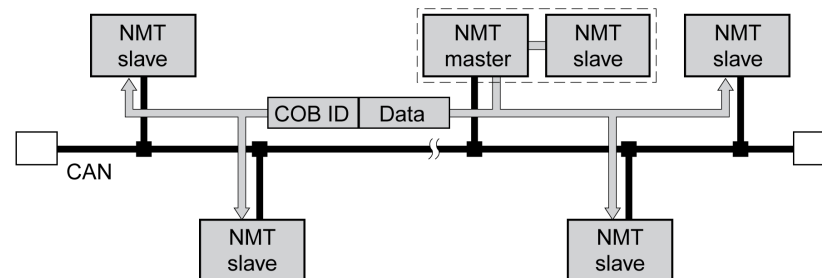 NMT
slave
NMT
master
NMT
slave
NMT
slave
COB ID
Data
CAN
NMT
slave
NMT
slave